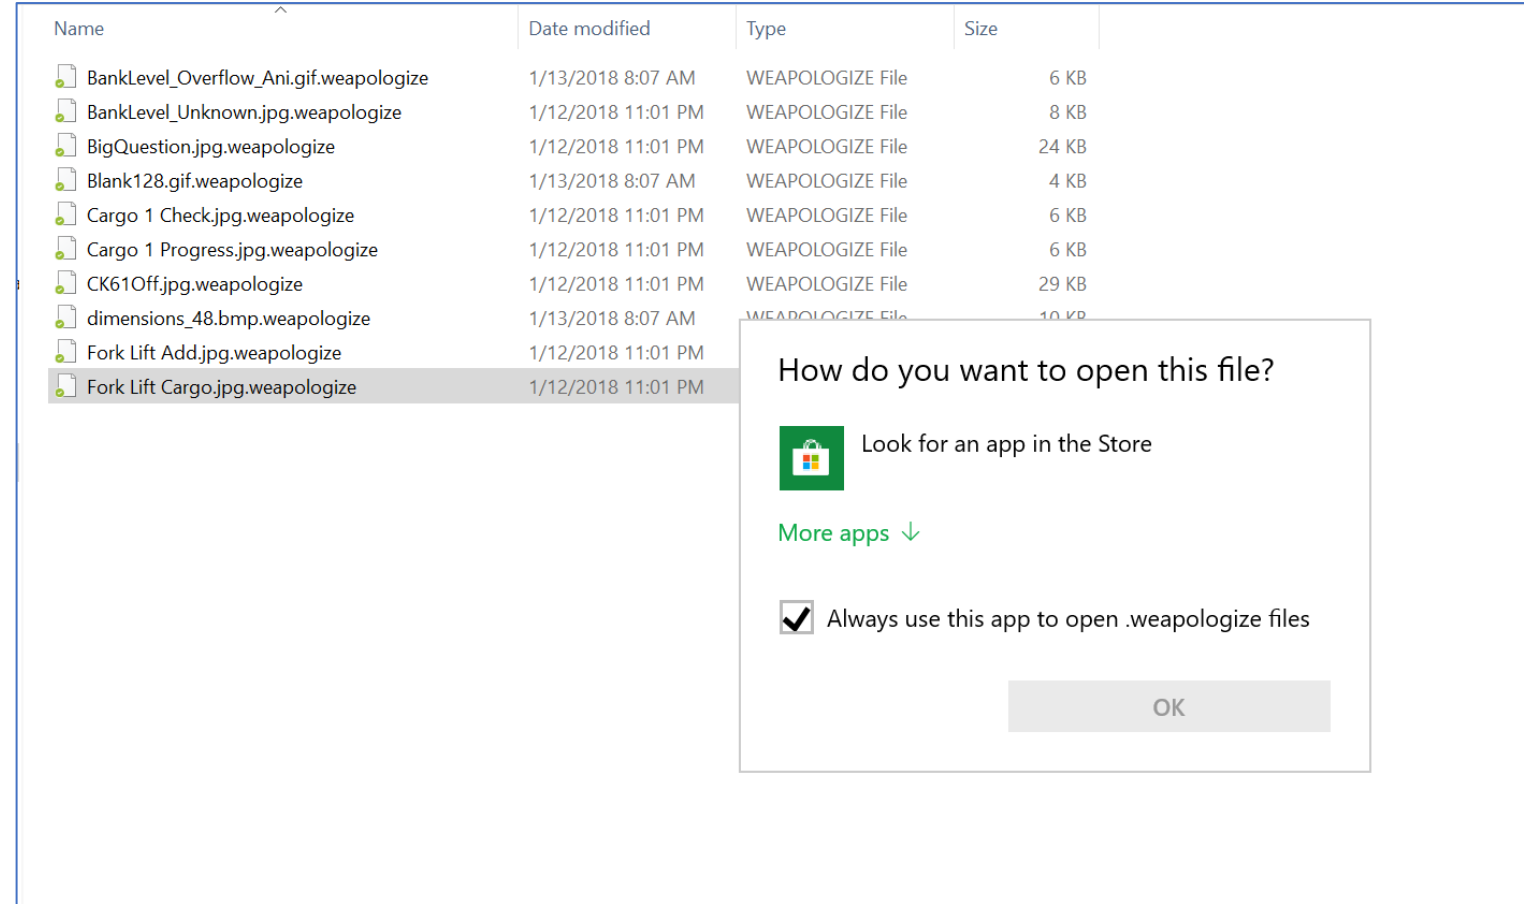 Name Date modified Type Size
BankLevel_Overflow_Ani.gif.weapologize 1/13/2018 8:07 AM WEAPOLOGIZE File 6 KB
BankLevel_Unknown.jpg.weapologize 1/12/2018 11:01 PM WEAPOLOGIZE File 8 KB
BigQuestion.jpg.weapologize 1/12/2018 11:01 PM WEAPOLOGIZE File 24 KB
Blank128.gif.weapologize 1/13/2018 8:07 AM WEAPOLOGIZE File 4 KB
Cargo 1 Check.jpg.weapologize 1/12/2018 11:01 PM WEAPOLOGIZE File 6 KB
Cargo 1 Progress.jpg.weapologize 1/12/2018 11:01 PM WEAPOLOGIZE File 6 KB
CK61Off.jpg.weapologize 1/12/2018 11:01 PM WEAPOLOGIZE File 29 KB
dimensions_48.bmp.weapologize 1/13/2018 8:07 AM WEAPOLOGIZE File 10 KB
Fork Lift Add.jpg.weapologize 1/12/2018 11:01 PM
Fork Lift Cargo.jpg.weapologize 1/12/2018 11:01 PM
How do you want to open this file?
Look for an app in the Store
More apps
Always use this app to open .weapologize files
OK